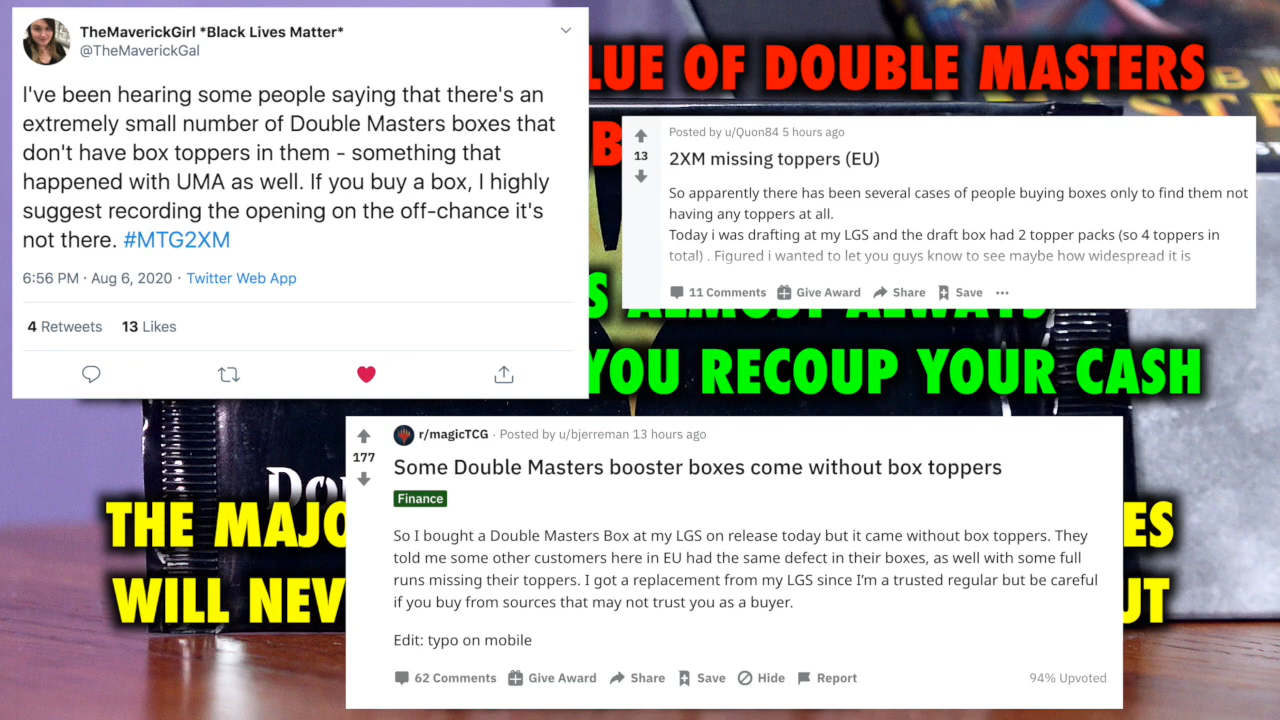 TheMaverickGirl *Black Lives Matter*
@TheMaverickGal
I've been hearing some people saying that there's an
extremely small number of Double Masters boxes that
don't have box toppers in them - something that
happened with UMA as well. If you buy a box, I highly
suggest recording the opening on the off-chance it's
not there. #MTG2XM
6:56 PM · Aug 6, 2020 · Twitter Web App
4 Retweets 13 Likes
LUE OF DOUBLE MASTERS
B
Posted by u/Quon84 5 hours ago
13
2XM missing toppers (EU)
So apparently there has been several cases of people buying boxes only to find them not
having any toppers at all.
Today i was drafting at my LGS and the draft box had 2 topper packs (so 4 toppers in
total) . Figured i wanted to let you guys know to see maybe how widespread it is
11 Comments Give Award Share Save ...
S ALMOST ALWAYS
YOU RECOUP YOUR CASH
r/magicTCG · Posted by u/bjerreman 13 hours ago
177
Some Double Masters booster boxes come without box toppers
Finance
So I bought a Double Masters Box at my LGS on release today but it came without box toppers. They
told me some other customers here in EU had the same defect in their boxes, as well with some full
runs missing their toppers. I got a replacement from my LGS since I'm a trusted regular but be careful
if you buy from sources that may not trust you as a buyer.
Edit: typo on mobile
62 Comments Give Award Share Save Hide Report 94% Upvoted
Dou
THE MAJO ES
WILL NEV UT